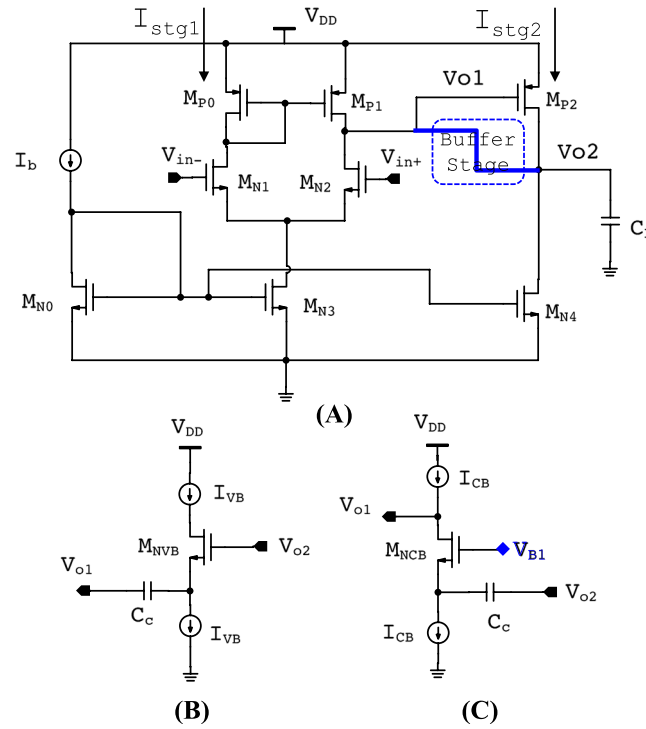 I_stg1
V_DD
I_stg2
M_P0
M_P1
Vo1
M_P2
Buffer
Stage
Vo2
I_b
V_in-
M_N1
M_N2
V_in+
M_N0
M_N3
M_N4
(A)
V_DD
I_VB
M_NVB
V_o2
V_o1
C_c
I_VB
(B)
V_DD
I_CB
V_o1
M_NCB
V_B1
C_c
V_o2
I_CB
(C)